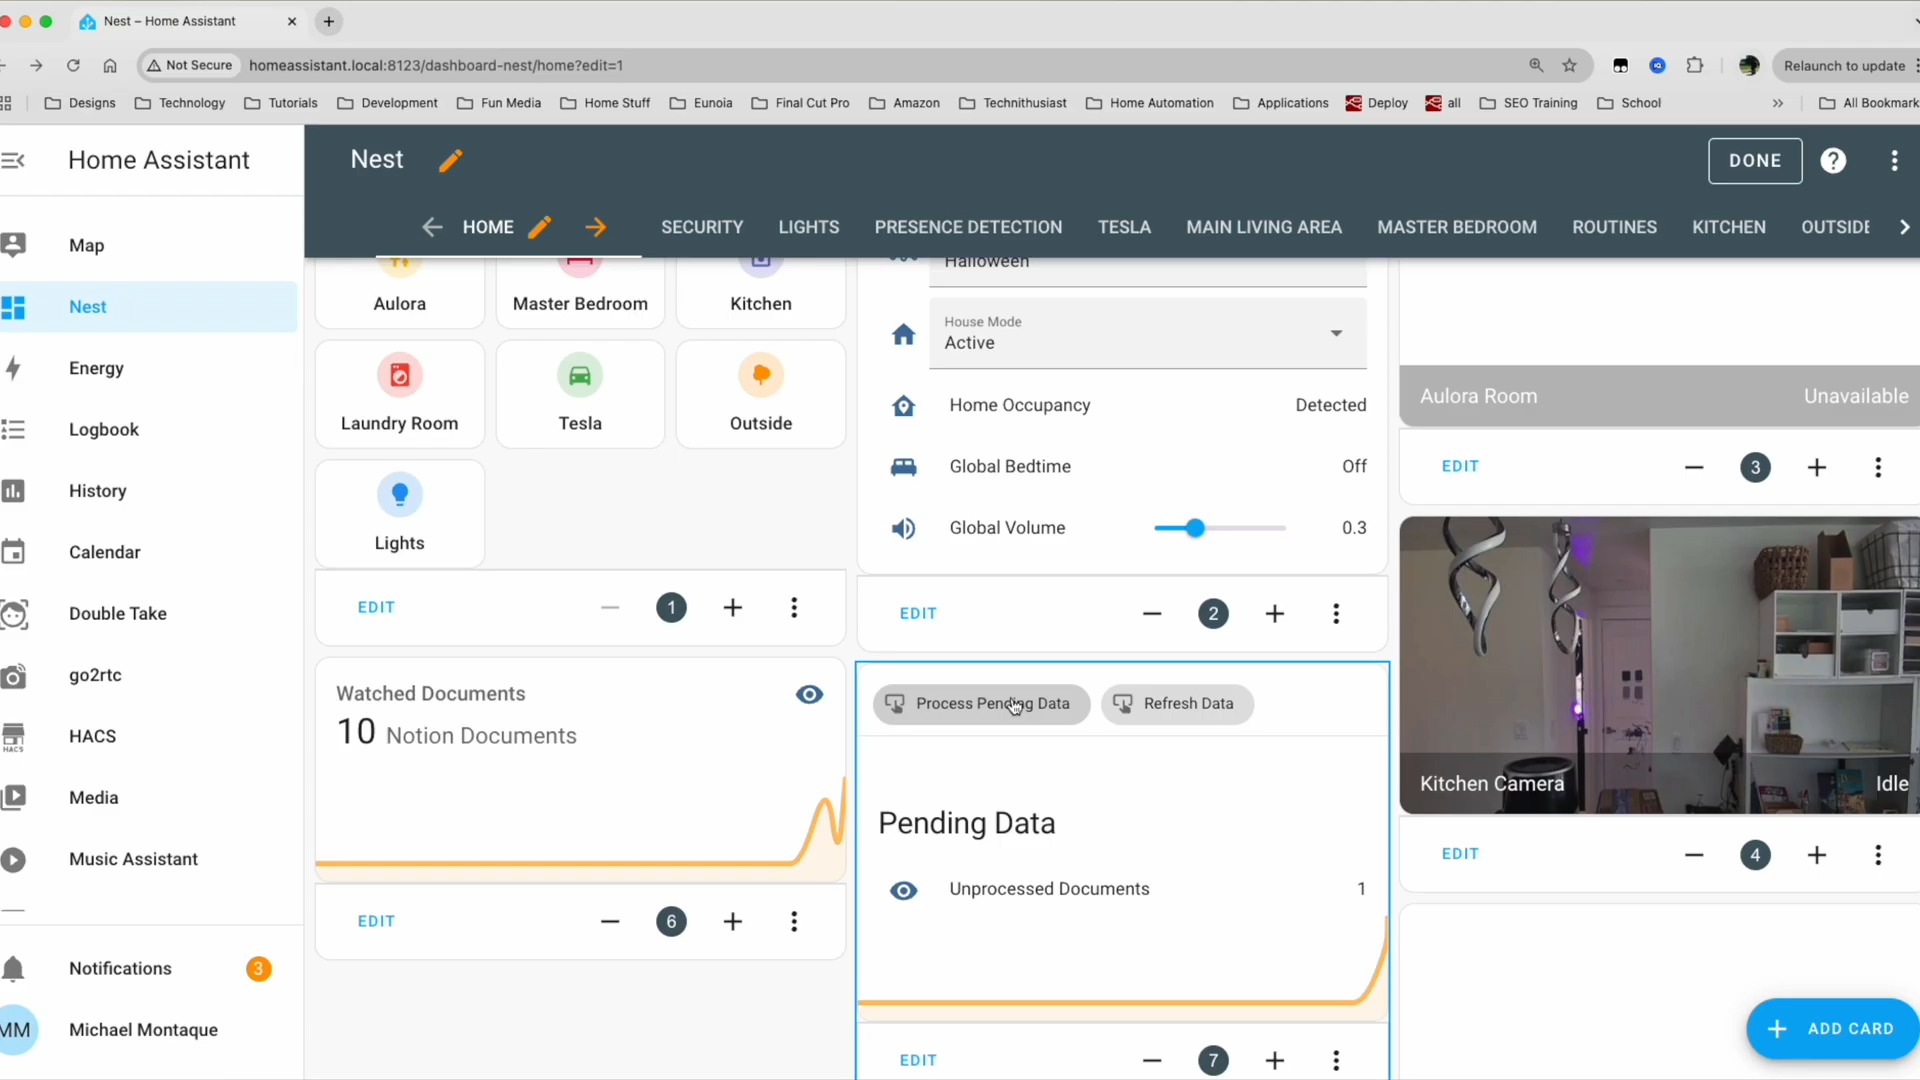 Nest – Home Assistant
Not Secure
homeassistant.local:8123/dashboard-nest/home?edit=1
Relaunch to update
Designs
Technology
Tutorials
Development
Fun Media
Home Stuff
Eunoia
Final Cut Pro
Amazon
Technithusiast
Home Automation
Applications
Deploy
all
SEO Training
School
All Bookmark
Home Assistant
Nest
DONE
HOME
SECURITY
LIGHTS
PRESENCE DETECTION
TESLA
MAIN LIVING AREA
MASTER BEDROOM
ROUTINES
KITCHEN
OUTSIDE
Map
Nest
Energy
Logbook
History
Calendar
Double Take
go2rtc
HACS
HACS
Media
Music Assistant
Notifications
3
MM
Michael Montaque
Aulora
Master Bedroom
Kitchen
Laundry Room
Tesla
Outside
Lights
EDIT
1
Watched Documents
10 Notion Documents
EDIT
6
Halloween
House Mode
Active
Home Occupancy
Detected
Global Bedtime
Off
Global Volume
0.3
EDIT
2
Process Pending Data
Refresh Data
Pending Data
Unprocessed Documents
1
EDIT
7
Aulora Room
Unavailable
EDIT
3
Kitchen Camera
Idle
EDIT
4
ADD CARD